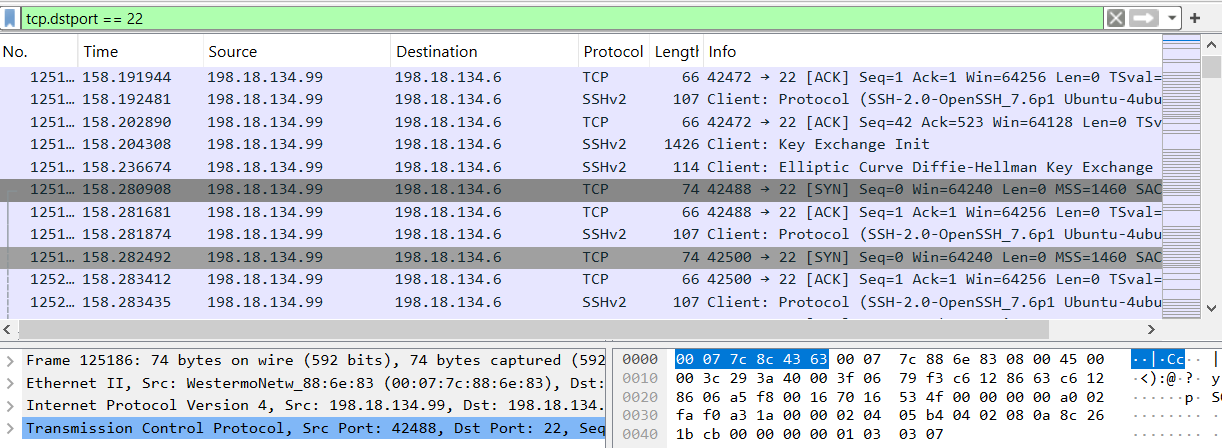 tcp.dstport == 22
No. Time Source Destination Protocol Length Info
1251… 158.191944 198.18.134.99 198.18.134.6 TCP 66 42472 → 22 [ACK] Seq=1 Ack=1 Win=64256 Len=0 TSval=
1251… 158.192481 198.18.134.99 198.18.134.6 SSHv2 107 Client: Protocol (SSH-2.0-OpenSSH_7.6p1 Ubuntu-4ubu
1251… 158.202890 198.18.134.99 198.18.134.6 TCP 66 42472 → 22 [ACK] Seq=42 Ack=523 Win=64128 Len=0 TSv
1251… 158.204308 198.18.134.99 198.18.134.6 SSHv2 1426 Client: Key Exchange Init
1251… 158.236674 198.18.134.99 198.18.134.6 SSHv2 114 Client: Elliptic Curve Diffie-Hellman Key Exchange
1251… 158.280908 198.18.134.99 198.18.134.6 TCP 74 42488 → 22 [SYN] Seq=0 Win=64240 Len=0 MSS=1460 SAC
1251… 158.281681 198.18.134.99 198.18.134.6 TCP 66 42488 → 22 [ACK] Seq=1 Ack=1 Win=64256 Len=0 TSval=
1251… 158.281874 198.18.134.99 198.18.134.6 SSHv2 107 Client: Protocol (SSH-2.0-OpenSSH_7.6p1 Ubuntu-4ubu
1251… 158.282492 198.18.134.99 198.18.134.6 TCP 74 42500 → 22 [SYN] Seq=0 Win=64240 Len=0 MSS=1460 SAC
1252… 158.283412 198.18.134.99 198.18.134.6 TCP 66 42500 → 22 [ACK] Seq=1 Ack=1 Win=64256 Len=0 TSval=
1252… 158.283435 198.18.134.99 198.18.134.6 SSHv2 107 Client: Protocol (SSH-2.0-OpenSSH_7.6p1 Ubuntu-4ubu
Frame 125186: 74 bytes on wire (592 bits), 74 bytes captured (592
Ethernet II, Src: WestermoNetw_88:6e:83 (00:07:7c:88:6e:83), Dst:
Internet Protocol Version 4, Src: 198.18.134.99, Dst: 198.18.134.
Transmission Control Protocol, Src Port: 42488, Dst Port: 22, Seq
0000 00 07 7c 8c 43 63 00 07 7c 88 6e 83 08 00 45 00 ··|·Cc·· |
0010 00 3c 29 3a 40 00 3f 06 79 f3 c6 12 86 63 c6 12 ·<):@·?· y
0020 86 06 a5 f8 00 16 70 16 53 4f 00 00 00 00 a0 02 ······p· S
0030 fa f0 a3 1a 00 00 02 04 05 b4 04 02 08 0a 8c 26 ········ ·
0040 1b cb 00 00 00 00 01 03 03 07 ········ ·